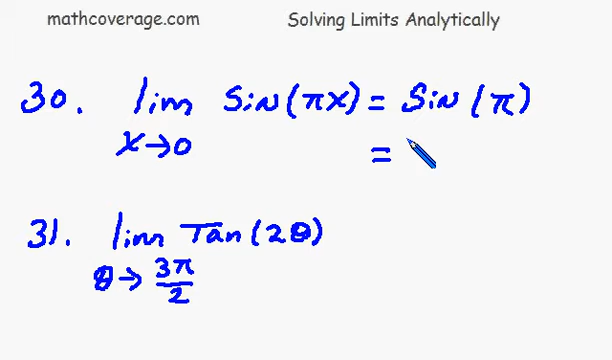 mathcoverage.com Solving Limits Analytically
30. lim Sin(πx) = Sin(π)
x→0 =
31. lim Tan(2θ)
θ→ 3π/2